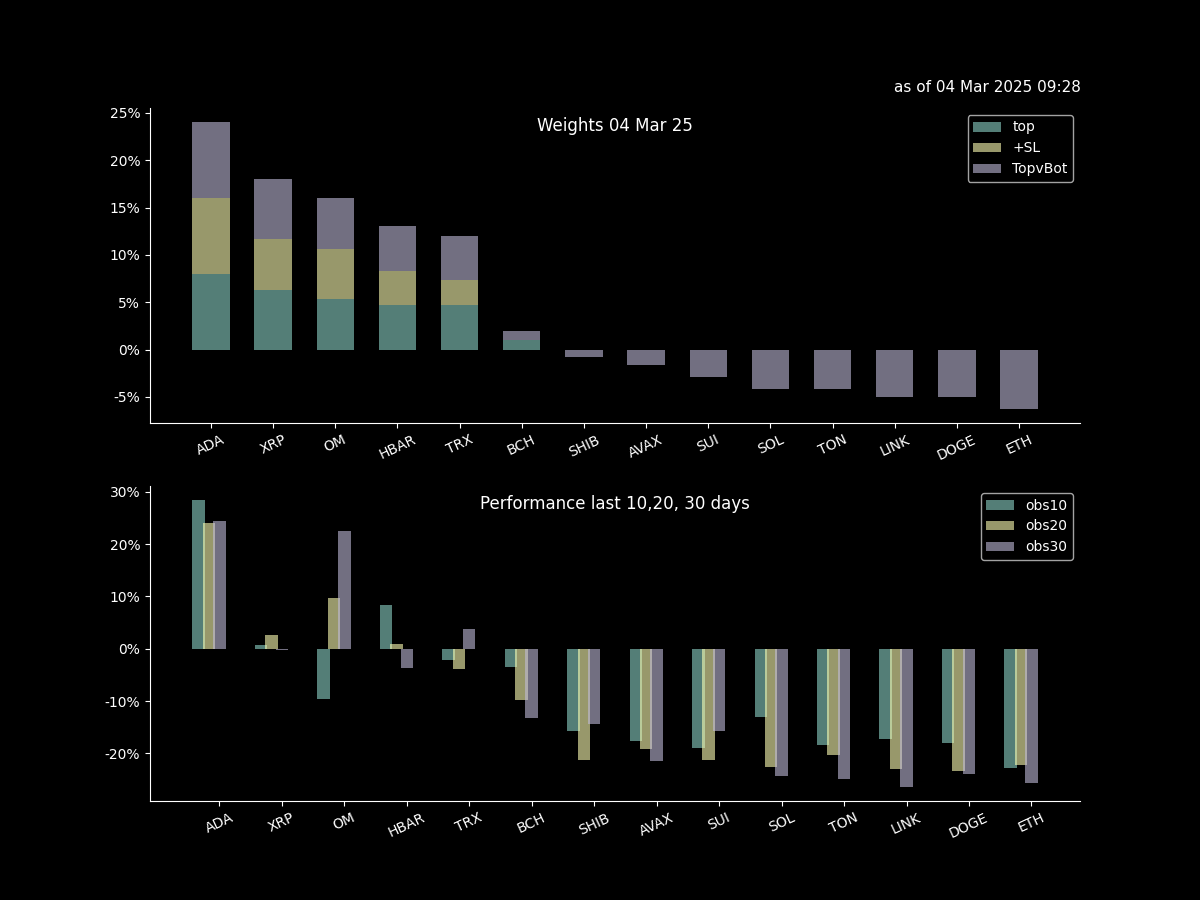 as of 04 Mar 2025 09:28
Weights 04 Mar 25
top
+SL
TopvBot
25%
20%
15%
10%
5%
0%
-5%
ADA XRP OM HBAR TRX BCH SHIB AVAX SUI SOL TON LINK DOGE ETH
Performance last 10,20, 30 days
obs10
obs20
obs30
30%
20%
10%
0%
-10%
-20%
ADA XRP OM HBAR TRX BCH SHIB AVAX SUI SOL TON LINK DOGE ETH